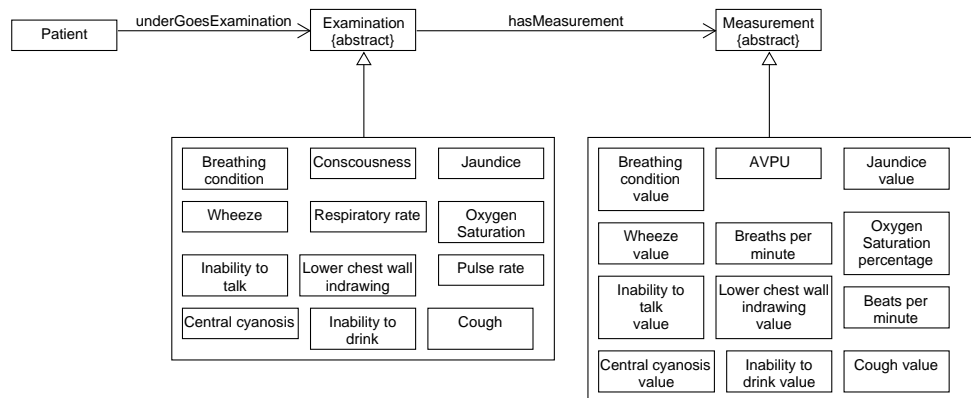 Patient
underGoesExamination
Examination
{abstract}
hasMeasurement
Measurement
{abstract}
Breathing
condition
Conscousness
Jaundice
Wheeze
Respiratory rate
Oxygen
Saturation
Inability to
talk
Lower chest wall
indrawing
Pulse rate
Central cyanosis
Inability to
drink
Cough
Breathing
condition
value
AVPU
Jaundice
value
Wheeze
value
Breaths per
minute
Oxygen
Saturation
percentage
Inability to
talk
value
Lower chest wall
indrawing
value
Beats per
minute
Central cyanosis
value
Inability to
drink value
Cough value